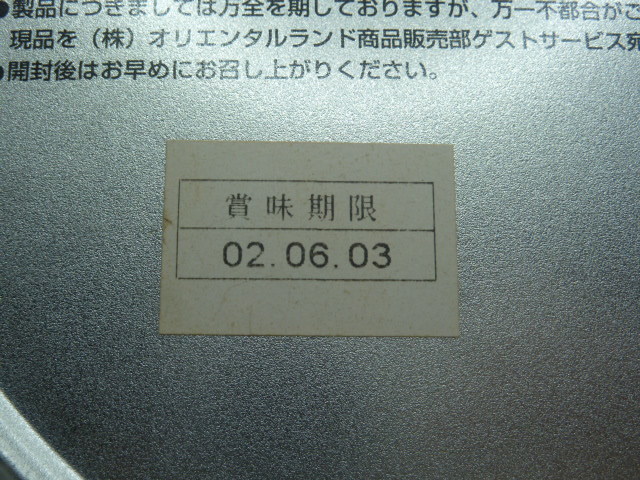 ●製品につきましては万全を期しておりますが、万一不都合がご
現品を（株）オリエンタルランド商品販売部ゲストサービス宛
●開封後はお早めにお召し上がりください。
賞味期限
02.06.03